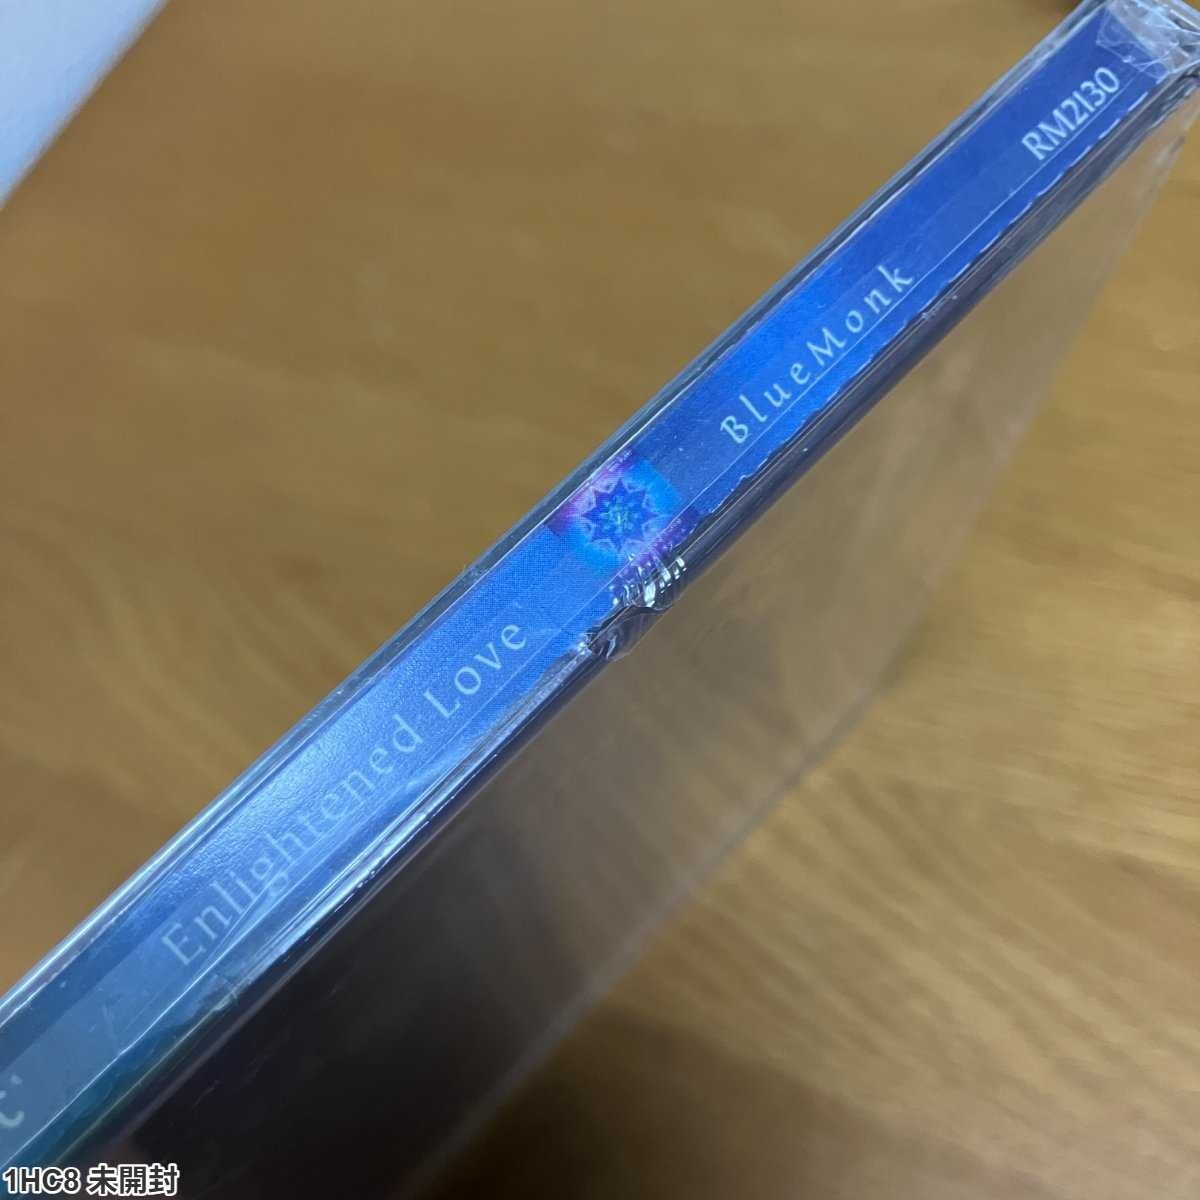 Enlightened Love
BlueMonk
RM2130
1HC8 未開封